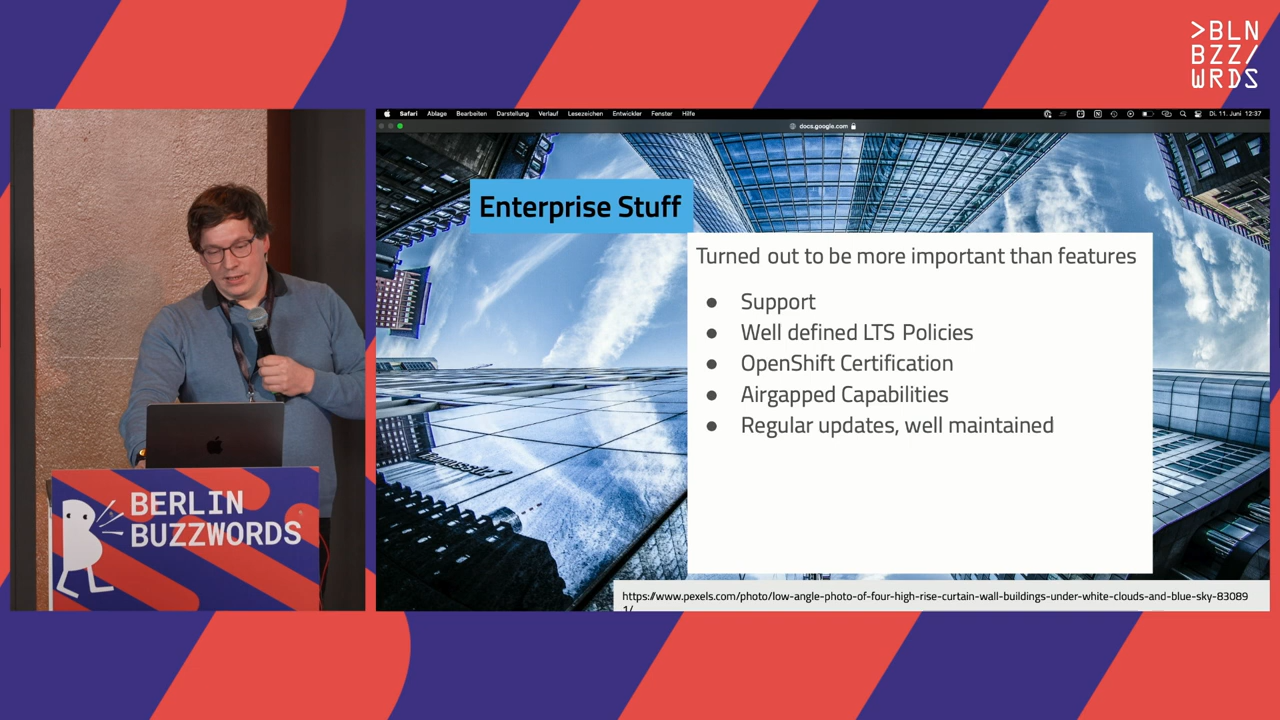 >BLN
BZZ/
WRDS
Safari Ablage Bearbeiten Darstellung Verlauf Lesezeichen Entwickler Fenster Hilfe
Di. 11. Juni 12:37
docs.google.com
Enterprise Stuff
Turned out to be more important than features
● Support
● Well defined LTS Policies
● OpenShift Certification
● Airgapped Capabilities
● Regular updates, well maintained
https://www.pexels.com/photo/low-angle-photo-of-four-high-rise-curtain-wall-buildings-under-white-clouds-and-blue-sky-83089
1/
BERLIN
BUZZWORDS